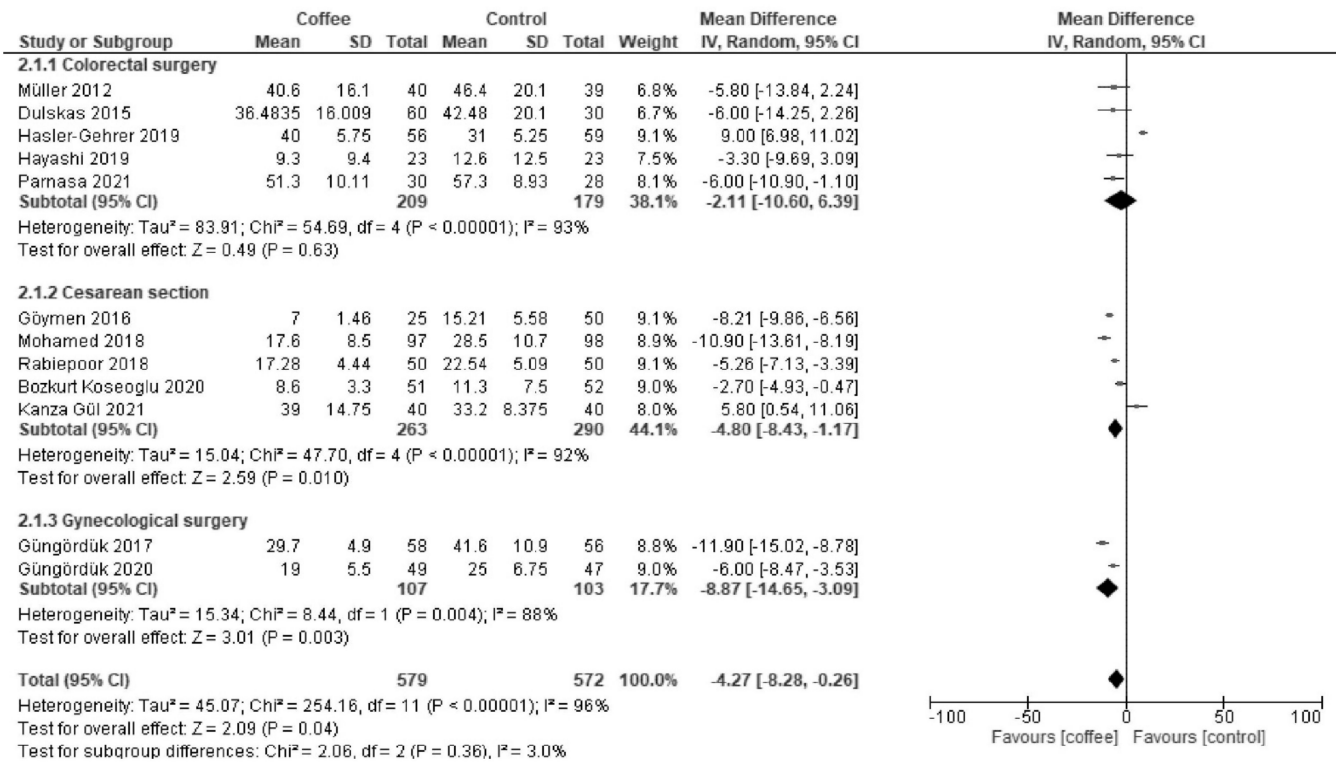 Coffee Control Mean Difference Mean Difference
Study or Subgroup Mean SD Total Mean SD Total Weight IV, Random, 95% CI IV, Random, 95% CI
2.1.1 Colorectal surgery
Müller 2012 40.6 16.1 40 46.4 20.1 39 6.8% -5.80 [-13.84, 2.24]
Dulskas 2015 36.4835 16.009 60 42.48 20.1 30 6.7% -6.00 [-14.25, 2.26]
Hasler-Gehrer 2019 40 5.75 56 31 5.25 59 9.1% 9.00 [6.98, 11.02]
Hayashi 2019 9.3 9.4 23 12.6 12.5 23 7.5% -3.30 [-9.69, 3.09]
Parnasa 2021 51.3 10.11 30 57.3 8.93 28 8.1% -6.00 [-10.90, -1.10]
Subtotal (95% CI) 209 179 38.1% -2.11 [-10.60, 6.39]
Heterogeneity: Tau² = 83.91; Chi² = 54.69, df = 4 (P < 0.00001); I² = 93%
Test for overall effect: Z = 0.49 (P = 0.63)
2.1.2 Cesarean section
Göymen 2016 7 1.46 25 15.21 5.58 50 9.1% -8.21 [-9.86, -6.56]
Mohamed 2018 17.6 8.5 97 28.5 10.7 98 8.9% -10.90 [-13.61, -8.19]
Rabiepoor 2018 17.28 4.44 50 22.54 5.09 50 9.1% -5.26 [-7.13, -3.39]
Bozkurt Koseoglu 2020 8.6 3.3 51 11.3 7.5 52 9.0% -2.70 [-4.93, -0.47]
Kanza Gül 2021 39 14.75 40 33.2 8.375 40 8.0% 5.80 [0.54, 11.06]
Subtotal (95% CI) 263 290 44.1% -4.80 [-8.43, -1.17]
Heterogeneity: Tau² = 15.04; Chi² = 47.70, df = 4 (P < 0.00001); I² = 92%
Test for overall effect: Z = 2.59 (P = 0.010)
2.1.3 Gynecological surgery
Güngördük 2017 29.7 4.9 58 41.6 10.9 56 8.8% -11.90 [-15.02, -8.78]
Güngördük 2020 19 5.5 49 25 6.75 47 9.0% -6.00 [-8.47, -3.53]
Subtotal (95% CI) 107 103 17.7% -8.87 [-14.65, -3.09]
Heterogeneity: Tau² = 15.34; Chi² = 8.44, df = 1 (P = 0.004); I² = 88%
Test for overall effect: Z = 3.01 (P = 0.003)
Total (95% CI) 579 572 100.0% -4.27 [-8.28, -0.26]
Heterogeneity: Tau² = 45.07; Chi² = 254.16, df = 11 (P < 0.00001); I² = 96%
Test for overall effect: Z = 2.09 (P = 0.04)
Test for subgroup differences: Chi² = 2.06, df = 2 (P = 0.36), I² = 3.0%
-100 -50 0 50 100
Favours [coffee] Favours [control]